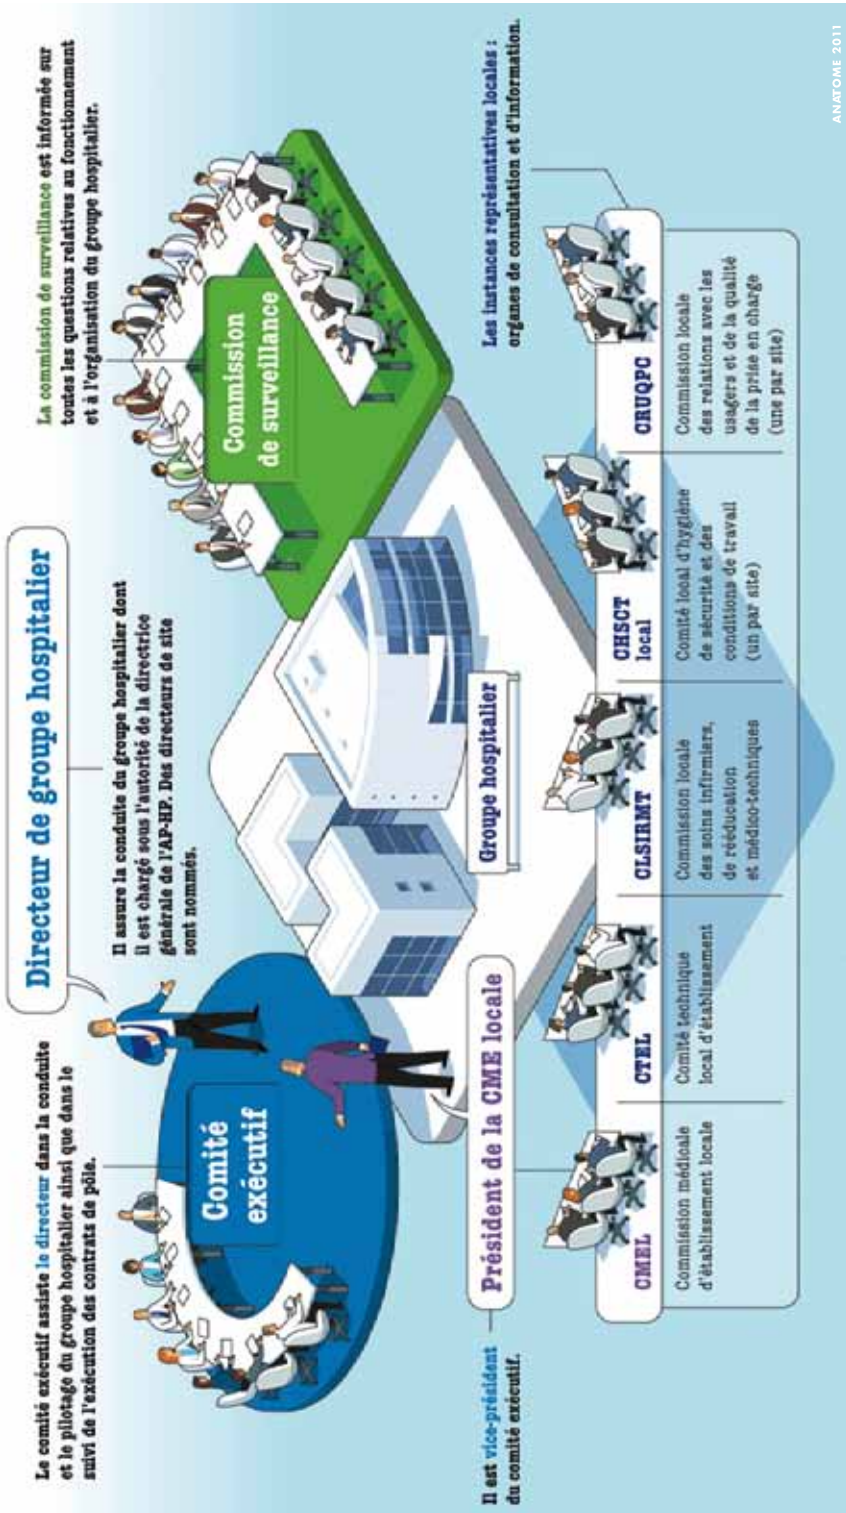 Directeur de groupe hospitalier
Le comité exécutif assiste le directeur dans la conduite
et le pilotage du groupe hospitalier ainsi que dans le
suivi de l'exécution des contrats de pôle.
Il assure la conduite du groupe hospitalier dont
il est chargé sous l'autorité de la directrice
générale de l'AP-HP. Des directeurs de site
sont nommés.
La commission de surveillance est informée sur
toutes les questions relatives au fonctionnement
et à l'organisation du groupe hospitalier.
Comité
exécutif
Commission
de surveillance
Groupe hospitalier
Président de la CME locale
Il est vice-président
du comité exécutif.
Les instances représentatives locales :
organes de consultation et d'information.
CMEL
Commission médicale
d'établissement locale
CTEL
Comité technique
local d'établissement
CLSIRMT
Commission locale
des soins infirmiers,
de rééducation
et médico-techniques
CHSCT
local
Comité local d'hygiène
de sécurité et des
conditions de travail
(un par site)
CRUQPC
Commission locale
des relations avec les
usagers et de la qualité
de la prise en charge
(une par site)
ANATOME 2011